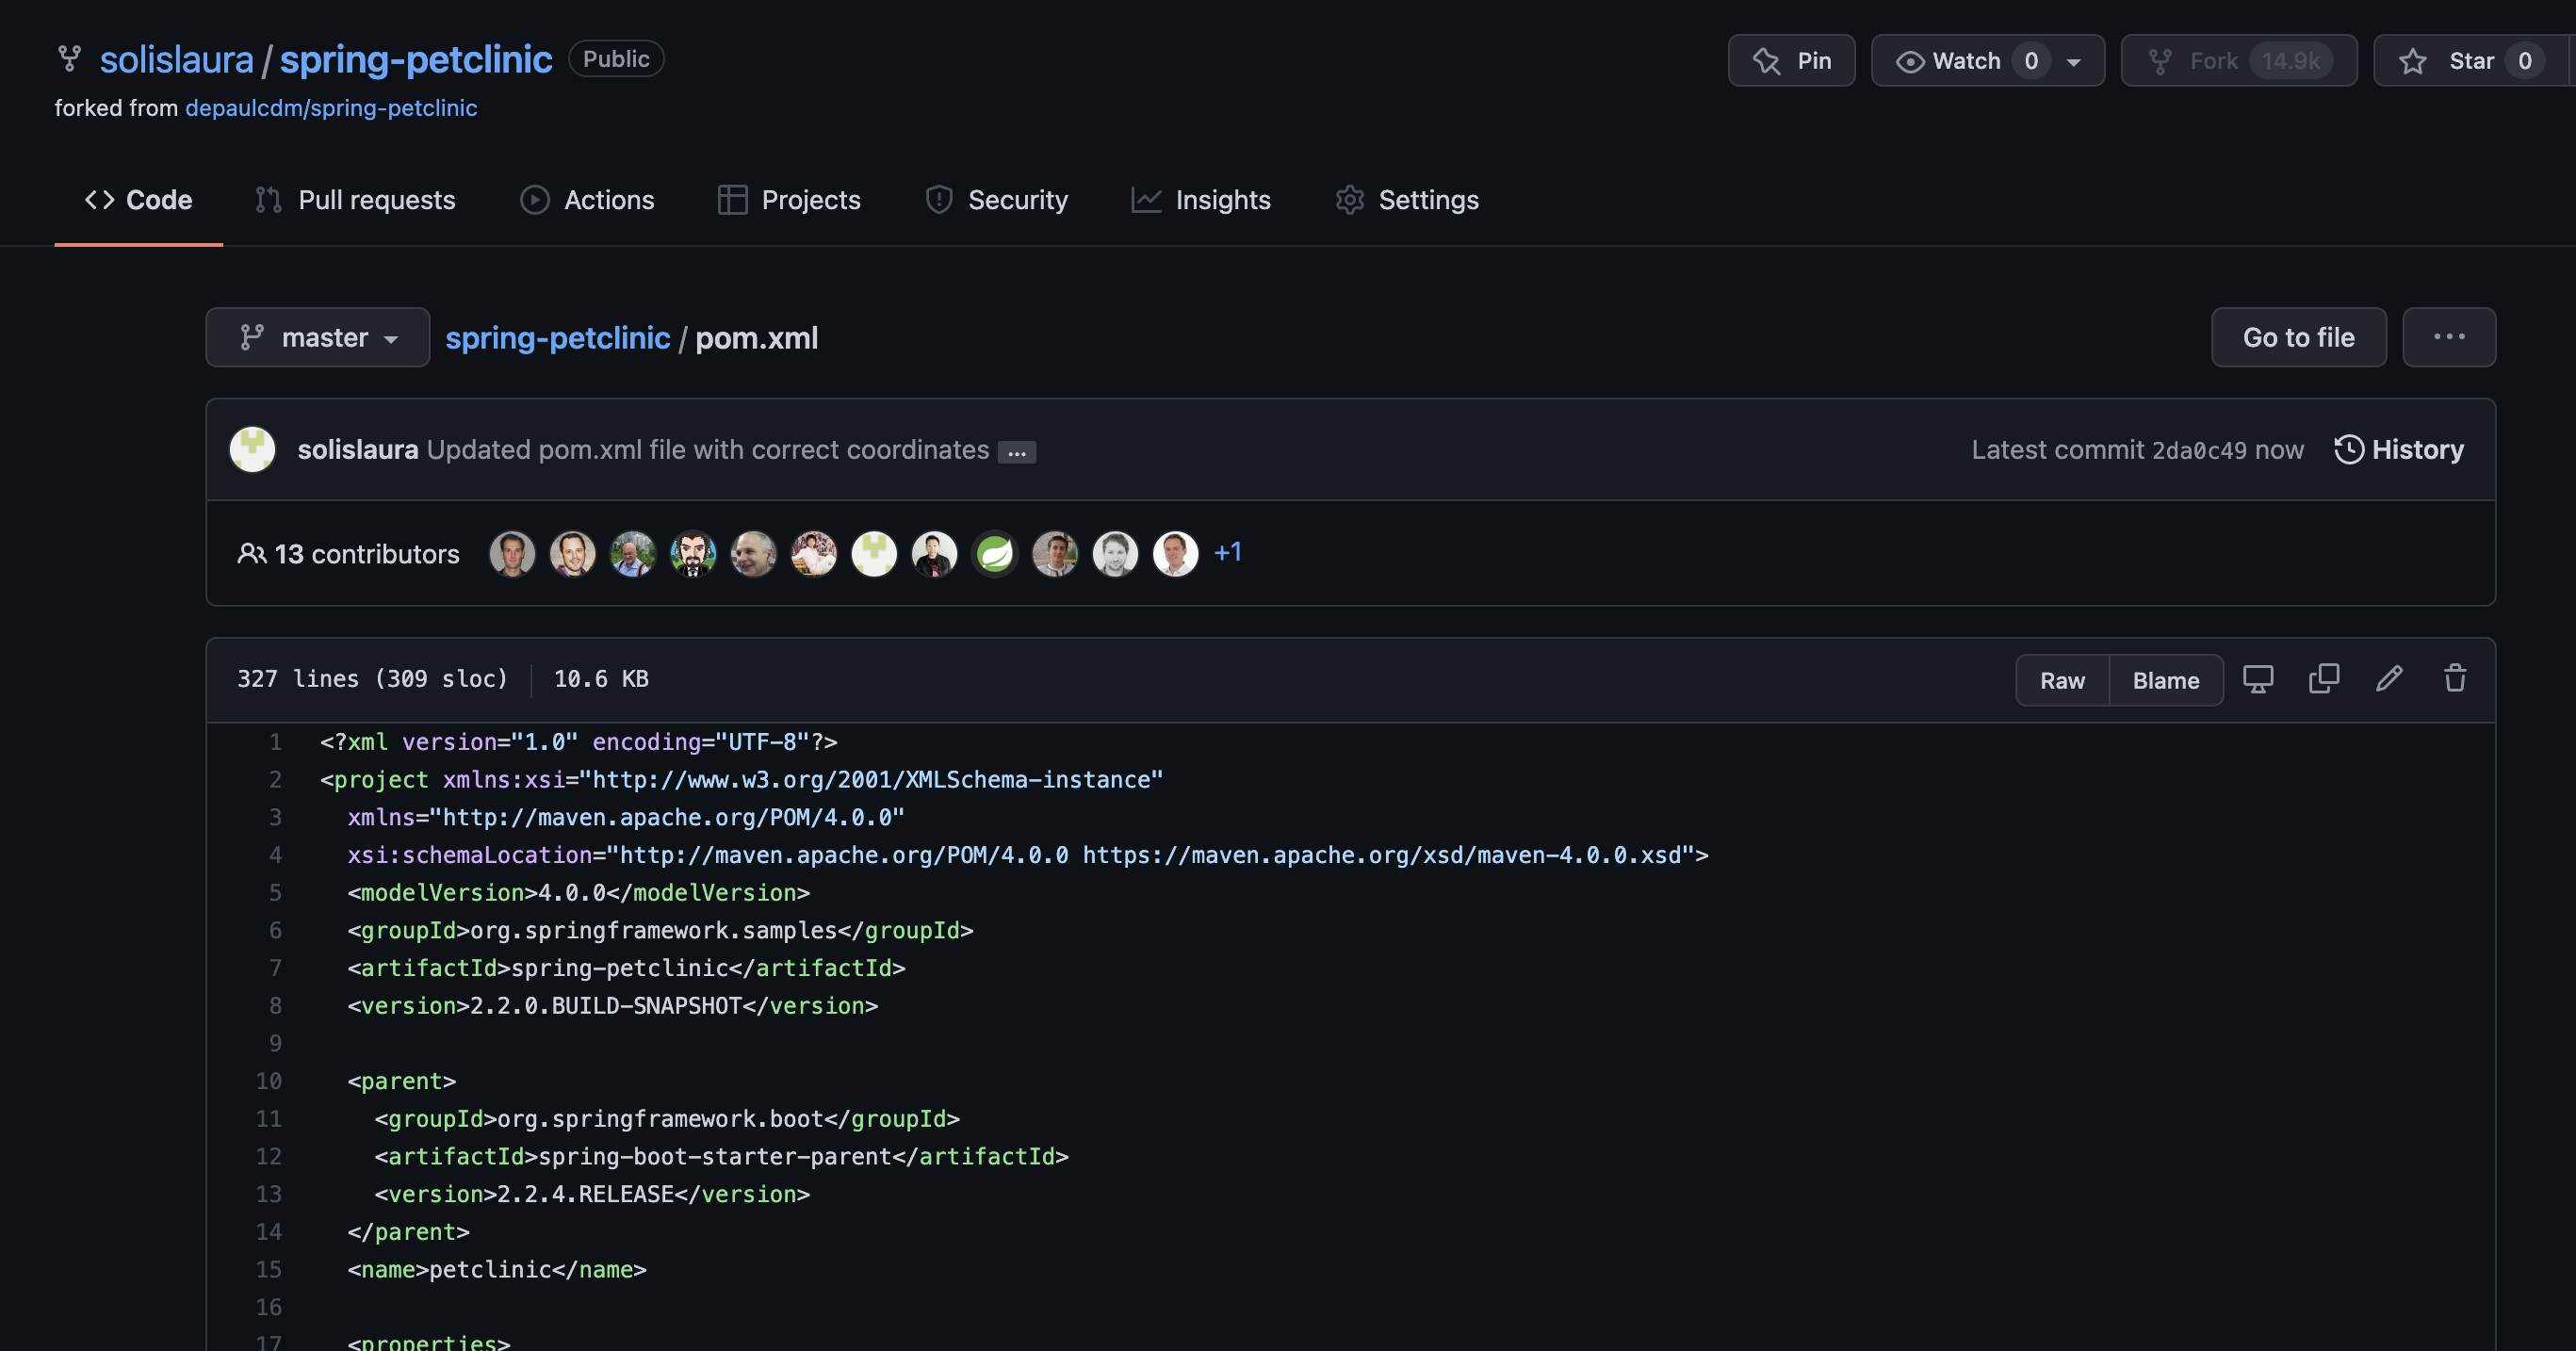 solislaura / spring-petclinic Public
Pin Watch 0 Fork 14.9k Star 0
forked from depaulcdm/spring-petclinic
Code Pull requests Actions Projects Security Insights Settings
master spring-petclinic / pom.xml Go to file ...
solislaura Updated pom.xml file with correct coordinates ... Latest commit 2da0c49 now History
13 contributors +1
327 lines (309 sloc) 10.6 KB Raw Blame
1 <?xml version="1.0" encoding="UTF-8"?>
2 <project xmlns:xsi="http://www.w3.org/2001/XMLSchema-instance"
3 xmlns="http://maven.apache.org/POM/4.0.0"
4 xsi:schemaLocation="http://maven.apache.org/POM/4.0.0 https://maven.apache.org/xsd/maven-4.0.0.xsd">
5 <modelVersion>4.0.0</modelVersion>
6 <groupId>org.springframework.samples</groupId>
7 <artifactId>spring-petclinic</artifactId>
8 <version>2.2.0.BUILD-SNAPSHOT</version>
9
10 <parent>
11 <groupId>org.springframework.boot</groupId>
12 <artifactId>spring-boot-starter-parent</artifactId>
13 <version>2.2.4.RELEASE</version>
14 </parent>
15 <name>petclinic</name>
16
17 <properties>